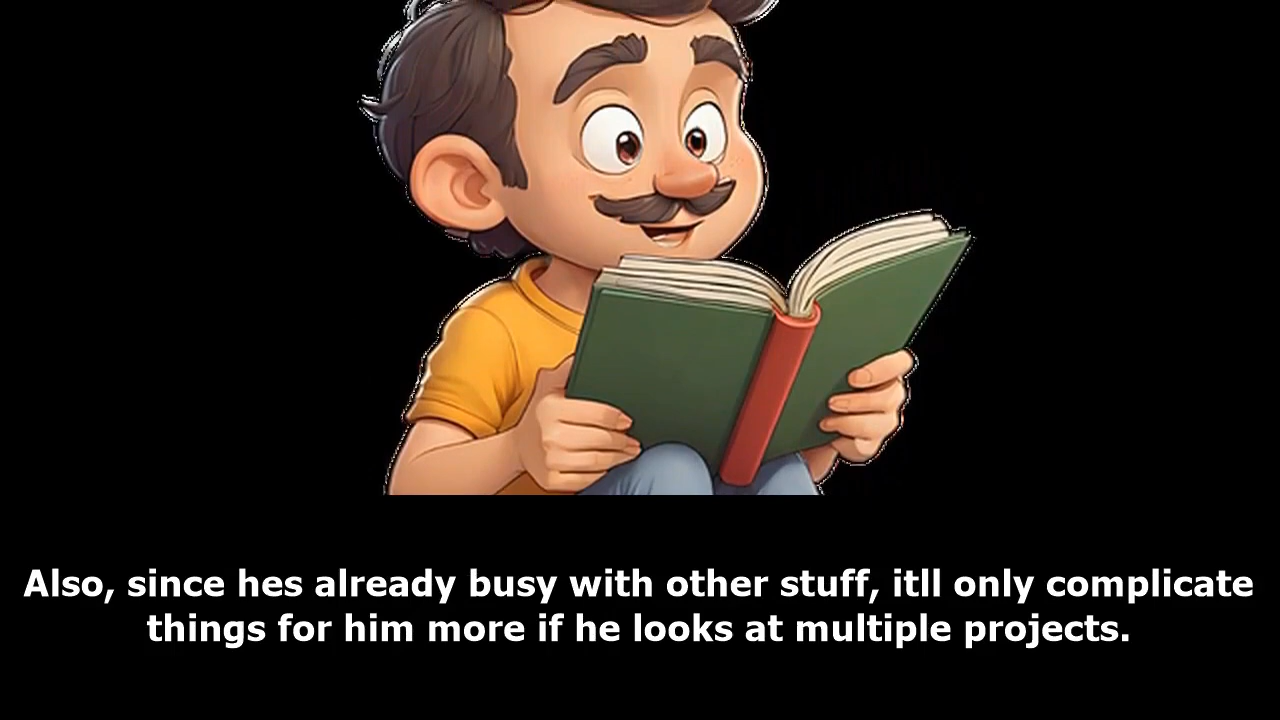 Also, since hes already busy with other stuff, itll only complicate
things for him more if he looks at multiple projects.